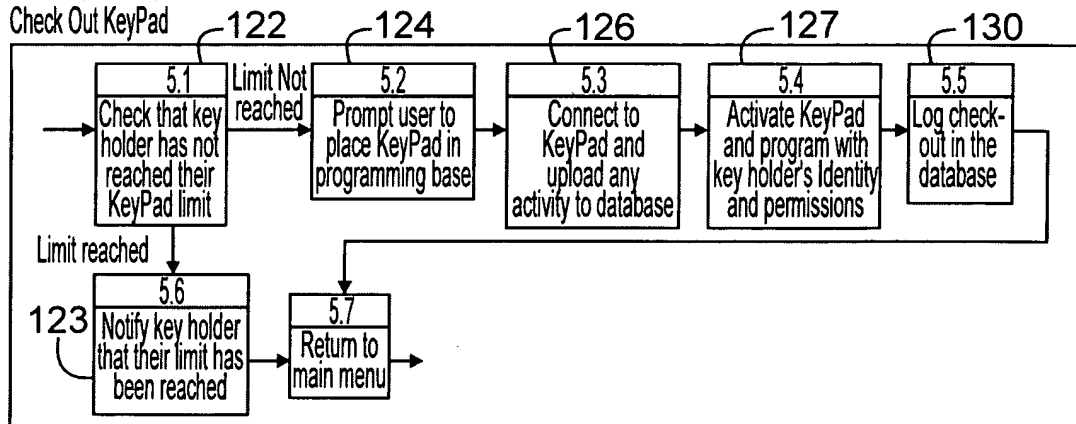 Check Out KeyPad
122
124
126
127
130
5.1
Check that key
holder has not
reached their
KeyPad limit
Limit Not
reached
5.2
Prompt user to
place KeyPad in
programming base
5.3
Connect to
KeyPad and
upload any
activity to database
5.4
Activate KeyPad
and program with
key holder's Identity
and permissions
5.5
Log check-
out in the
database
Limit reached
123
5.6
Notify key holder
that their limit has
been reached
5.7
Return to
main menu